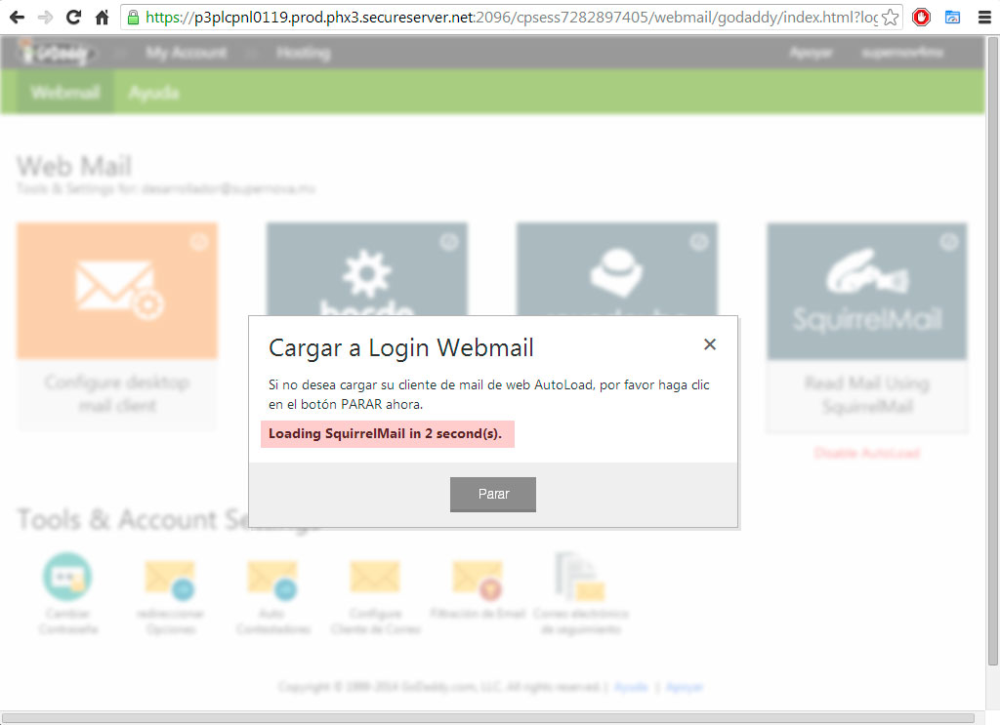 https://p3plcpnl0119.prod.phx3.secureserver.net:2096/cpsess7282897405/webmail/godaddy/index.html?log
GoDaddy My Account Hosting Apoyar supernov4mx
Webmail Ayuda
Web Mail
Tools & Settings for: desarrollador@supernova.mx
SquirrelMail
Configure desktop
mail client
Read Mail Using
SquirrelMail
Disable AutoLoad
Cargar a Login Webmail
Si no desea cargar su cliente de mail de web AutoLoad, por favor haga clic
en el botón PARAR ahora.
Loading SquirrelMail in 2 second(s).
Parar
Tools & Account Settings
Cambiar
Contraseña
redireccionar
Opciones
Auto
Contestadores
Configure
Cliente de Correo
Filtración de Email
Correo electrónico
de seguimiento
Copyright © 1999-2014 GoDaddy.com, LLC. All rights reserved. | Ayuda | Apoyar